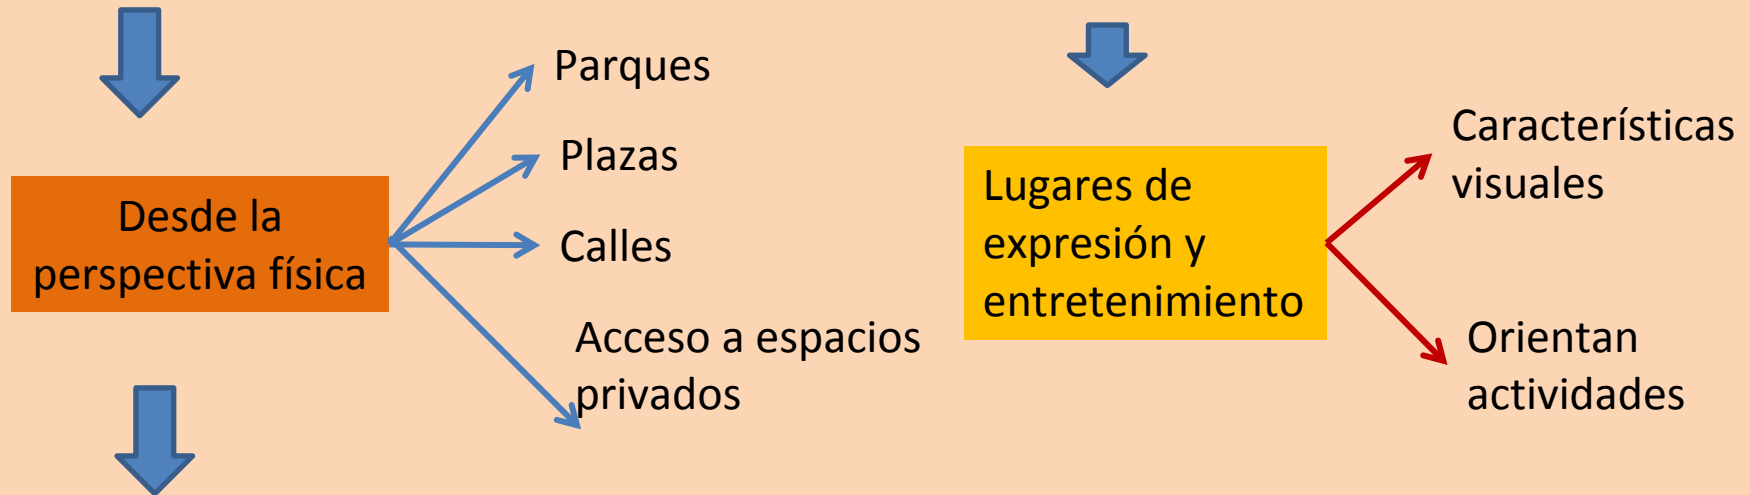 Desde la
perspectiva física
Parques
Plazas
Calles
Acceso a espacios
privados
Lugares de
expresión y
entretenimiento
Características
visuales
Orientan
actividades